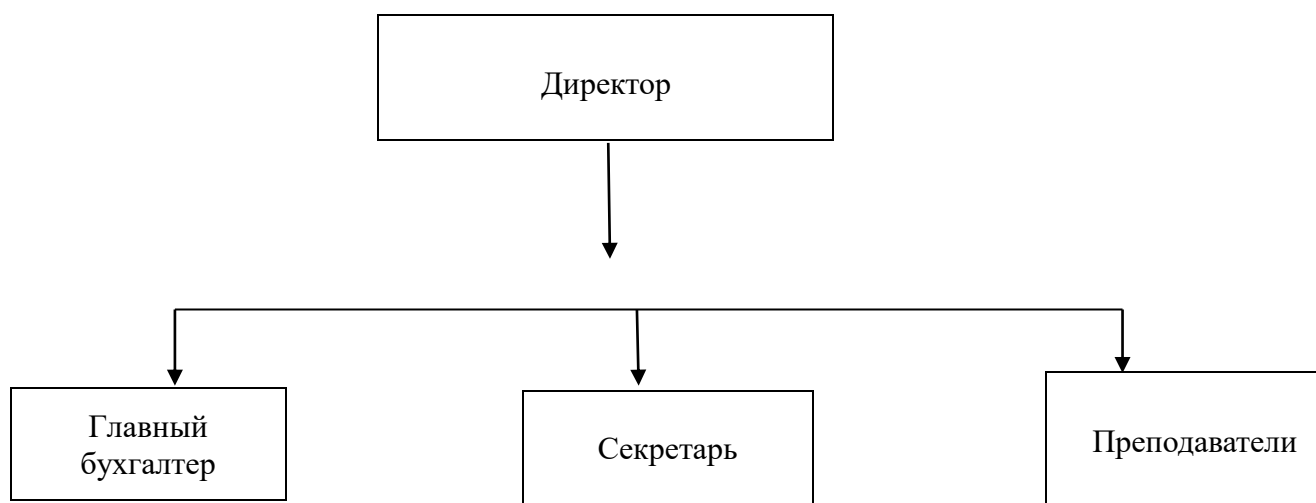 Директор
Главный
бухгалтер
Секретарь
Преподаватели